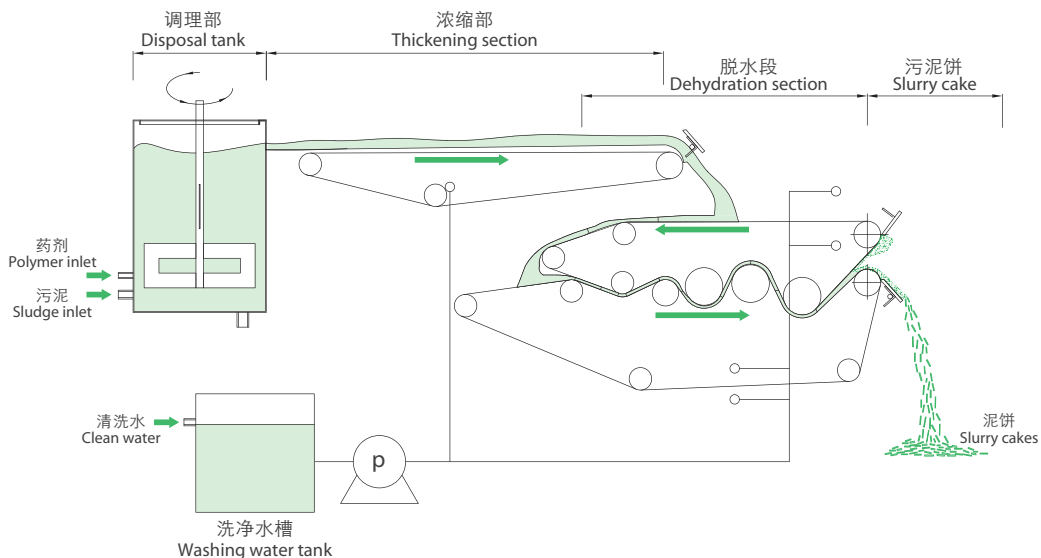 调理部
Disposal tank
浓缩部
Thickening section
脱水段
Dehydration section
污泥饼
Slurry cake
药剂
Polymer inlet
污泥
Sludge inlet
清洗水
Clean water
p
泥饼
Slurry cakes
洗净水槽
Washing water tank